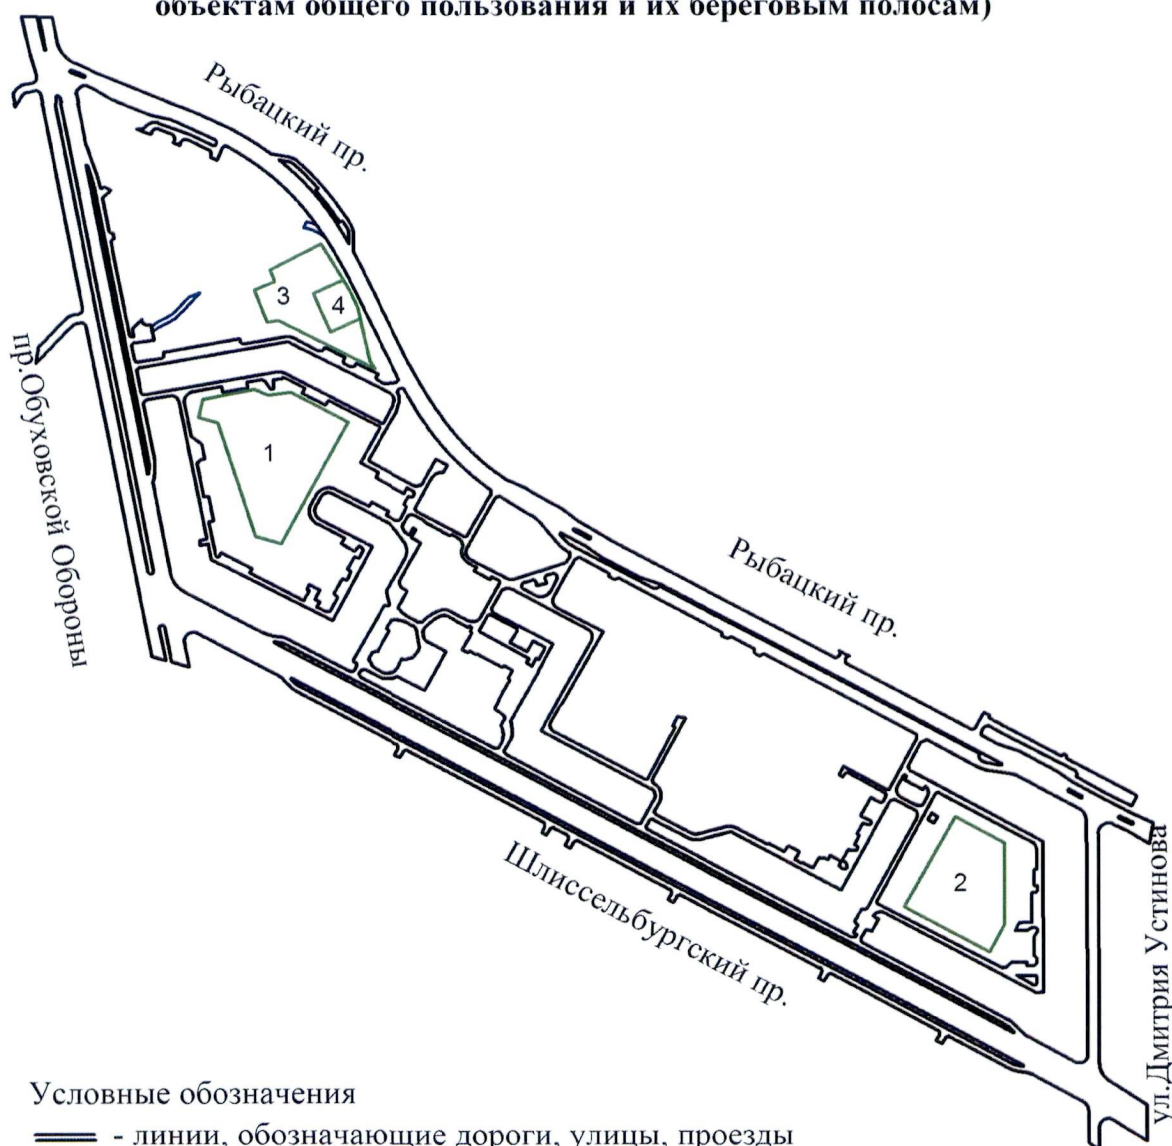 объектам общего пользования и их береговым полосам)
Рыбацкий пр.
3
4
пр.Обуховской Обороны
1
Рыбацкий пр.
2
Шлиссельбургский пр.
ул.Дмитрия Устинова
Условные обозначения
- линии, обозначающие дороги, улицы, проезды